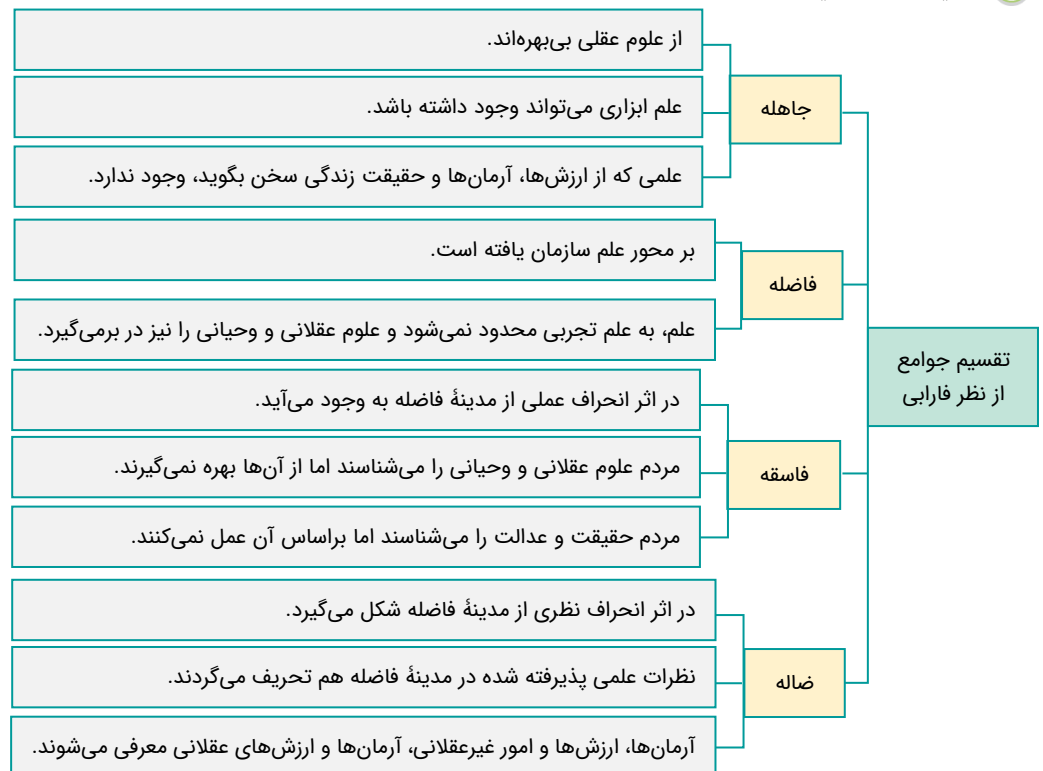 تقسیم جوامع
از نظر فارابی
جاهله
از علوم عقلی بی‌بهره‌اند.
علم ابزاری می‌تواند وجود داشته باشد.
علمی که از ارزش‌ها، آرمان‌ها و حقیقت زندگی سخن بگوید، وجود ندارد.
فاضله
بر محور علم سازمان یافته است.
علم، به علم تجربی محدود نمی‌شود و علوم عقلانی و وحیانی را نیز در برمی‌گیرد.
فاسقه
در اثر انحراف عملی از مدینهٔ فاضله به وجود می‌آید.
مردم علوم عقلانی و وحیانی را می‌شناسند اما از آن‌ها بهره نمی‌گیرند.
مردم حقیقت و عدالت را می‌شناسند اما براساس آن عمل نمی‌کنند.
ضاله
در اثر انحراف نظری از مدینهٔ فاضله شکل می‌گیرد.
نظرات علمی پذیرفته شده در مدینهٔ فاضله هم تحریف می‌گردند.
آرمان‌ها، ارزش‌ها و امور غیرعقلانی، آرمان‌ها و ارزش‌های عقلانی معرفی می‌شوند.